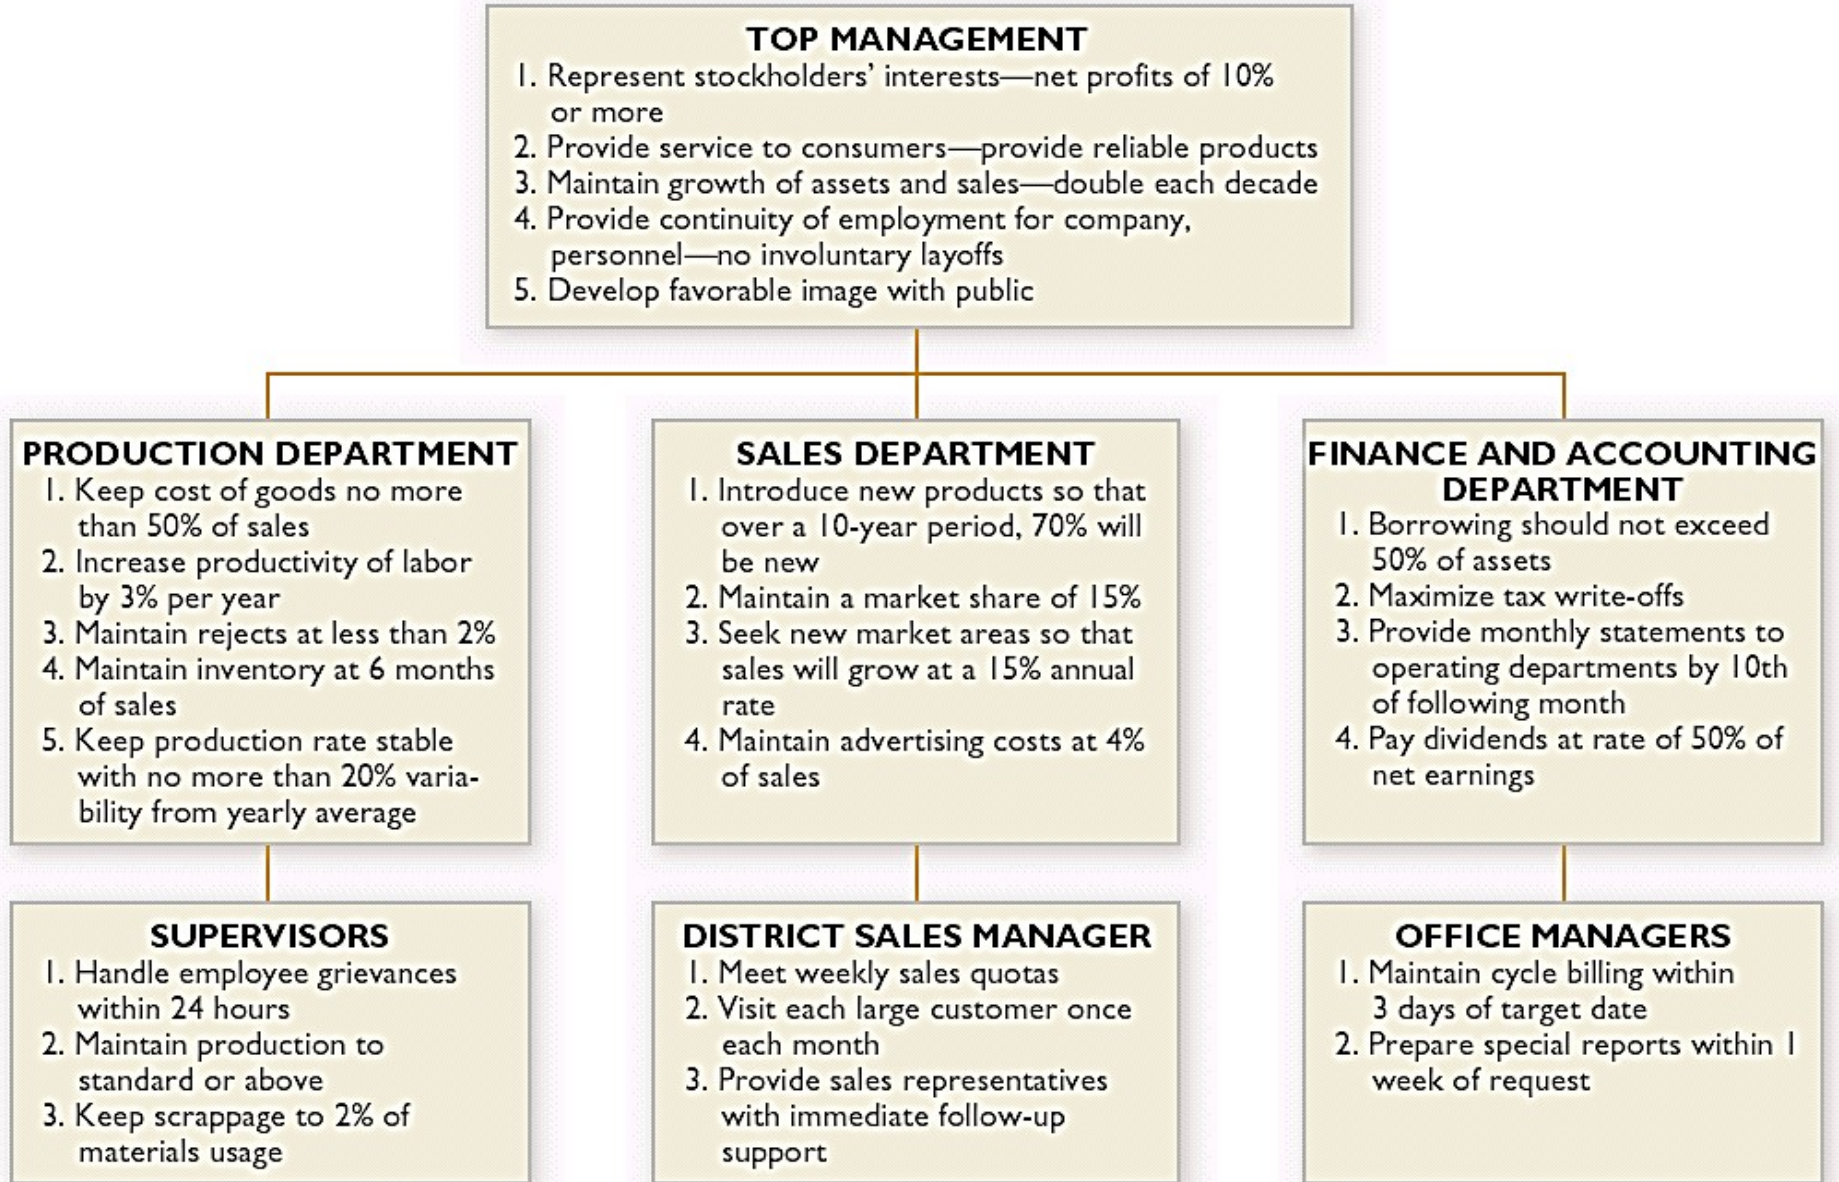 TOP MANAGEMENT
1. Represent stockholders’ interests—net profits of 10%
or more
2. Provide service to consumers—provide reliable products
3. Maintain growth of assets and sales—double each decade
4. Provide continuity of employment for company,
personnel—no involuntary layoffs
5. Develop favorable image with public
PRODUCTION DEPARTMENT
1. Keep cost of goods no more
than 50% of sales
2. Increase productivity of labor
by 3% per year
3. Maintain rejects at less than 2%
4. Maintain inventory at 6 months
of sales
5. Keep production rate stable
with no more than 20% varia-
bility from yearly average
SALES DEPARTMENT
1. Introduce new products so that
over a 10-year period, 70% will
be new
2. Maintain a market share of 15%
3. Seek new market areas so that
sales will grow at a 15% annual
rate
4. Maintain advertising costs at 4%
of sales
FINANCE AND ACCOUNTING
DEPARTMENT
1. Borrowing should not exceed
50% of assets
2. Maximize tax write-offs
3. Provide monthly statements to
operating departments by 10th
of following month
4. Pay dividends at rate of 50% of
net earnings
SUPERVISORS
1. Handle employee grievances
within 24 hours
2. Maintain production to
standard or above
3. Keep scrappage to 2% of
materials usage
DISTRICT SALES MANAGER
1. Meet weekly sales quotas
2. Visit each large customer once
each month
3. Provide sales representatives
with immediate follow-up
support
OFFICE MANAGERS
1. Maintain cycle billing within
3 days of target date
2. Prepare special reports within 1
week of request